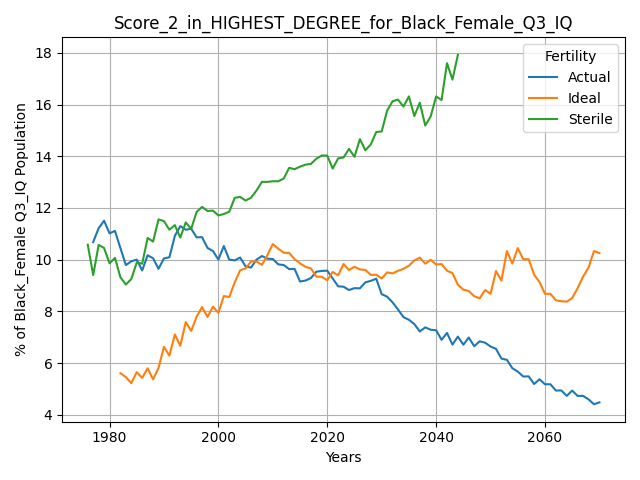 Score_2_in_HIGHEST_DEGREE_for_Black_Female_Q3_IQ
% of Black_Female Q3_IQ Population
18
16
14
12
10
8
6
4
Fertility
Actual
Ideal
Sterile
1980
2000
2020
2040
2060
Years